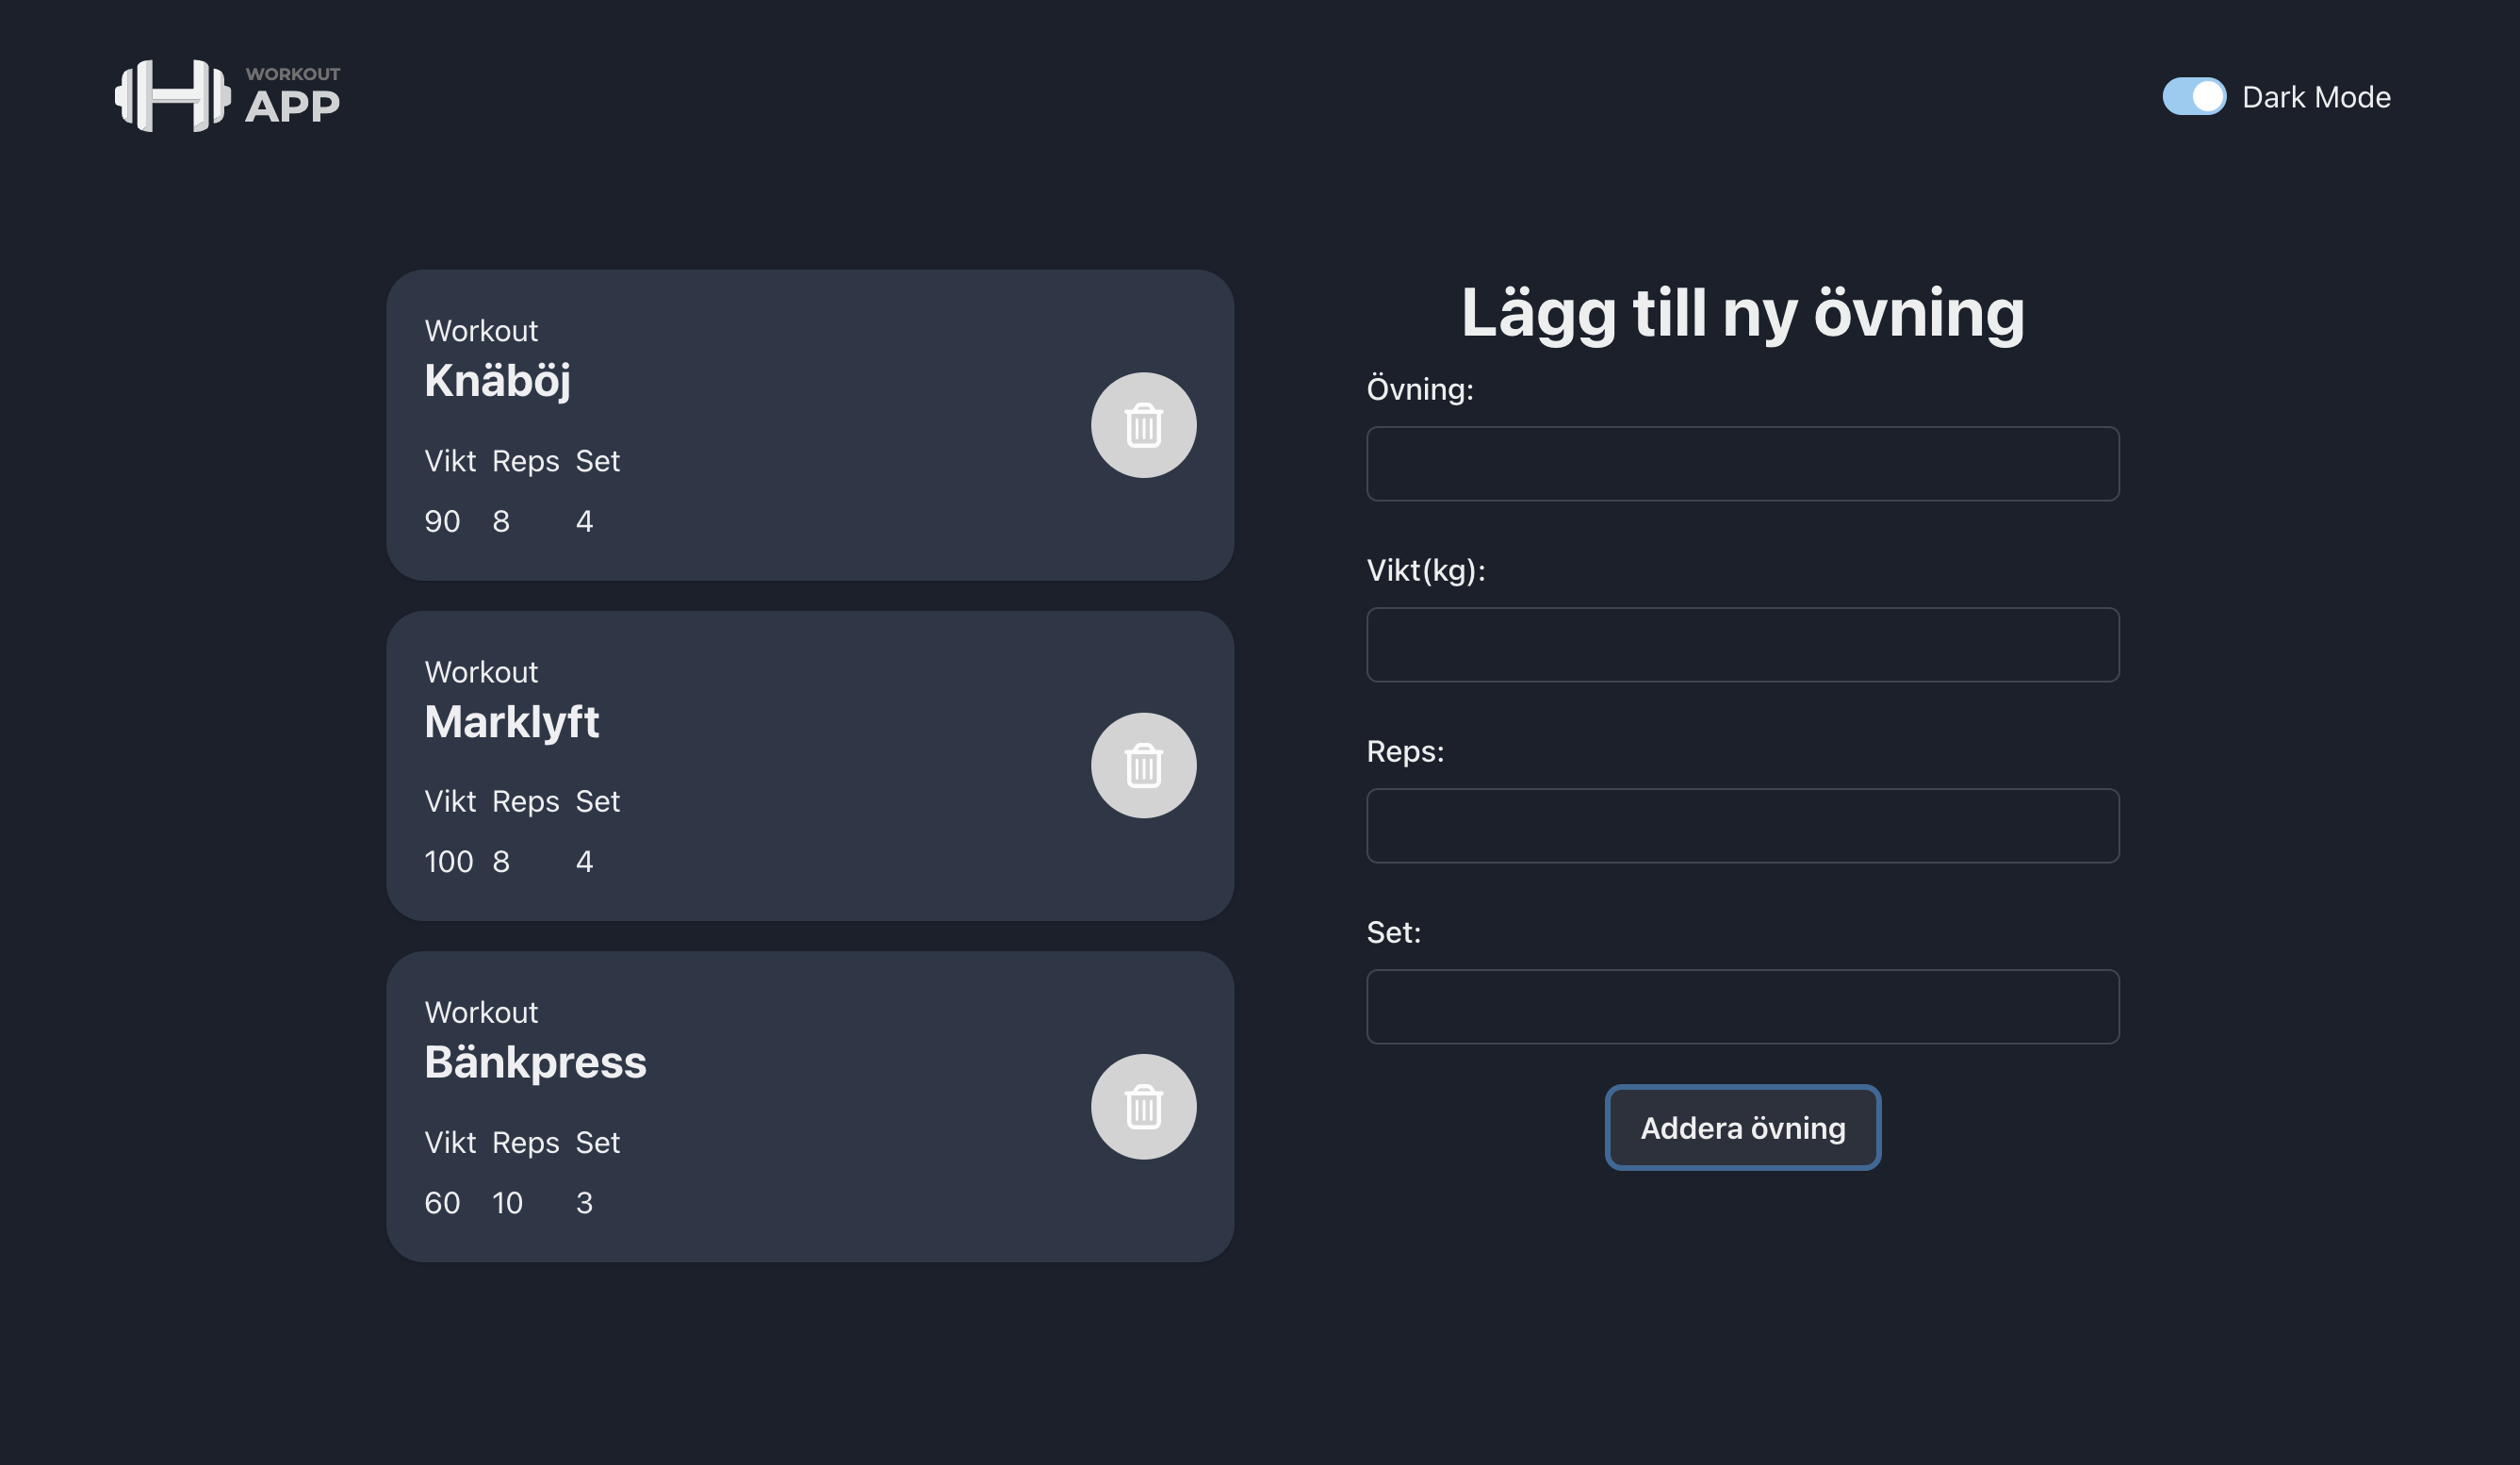 WORKOUT
APP
Dark Mode
Workout
Knäböj
Vikt Reps Set
90 8 4
Workout
Marklyft
Vikt Reps Set
100 8 4
Workout
Bänkpress
Vikt Reps Set
60 10 3
Lägg till ny övning
Övning:
Vikt(kg):
Reps:
Set:
Addera övning